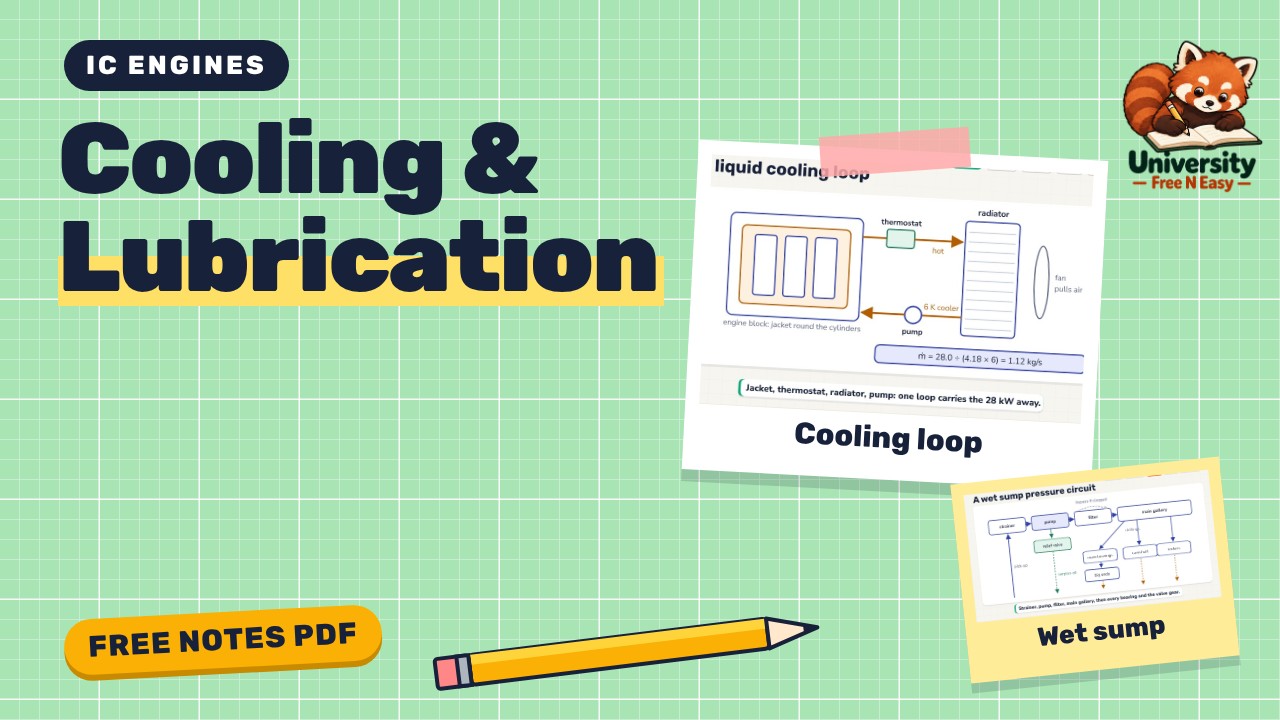 IC ENGINES
Cooling &
Lubrication
University
Free N Easy
liquid cooling loop
radiator
thermostat
hot
fan
pulls air
6 K cooler
pump
engine block: jacket round the cylinders
ṁ = 28.0 ÷ (4.18 × 6) = 1.12 kg/s
Jacket, thermostat, radiator, pump: one loop carries the 28 kW away.
Cooling loop
A wet sump pressure circuit
strainer
pump
filter
main gallery
relief valve
Strainer, pump, filter, main gallery, then every bearing and the valve gear.
Wet sump
FREE NOTES PDF